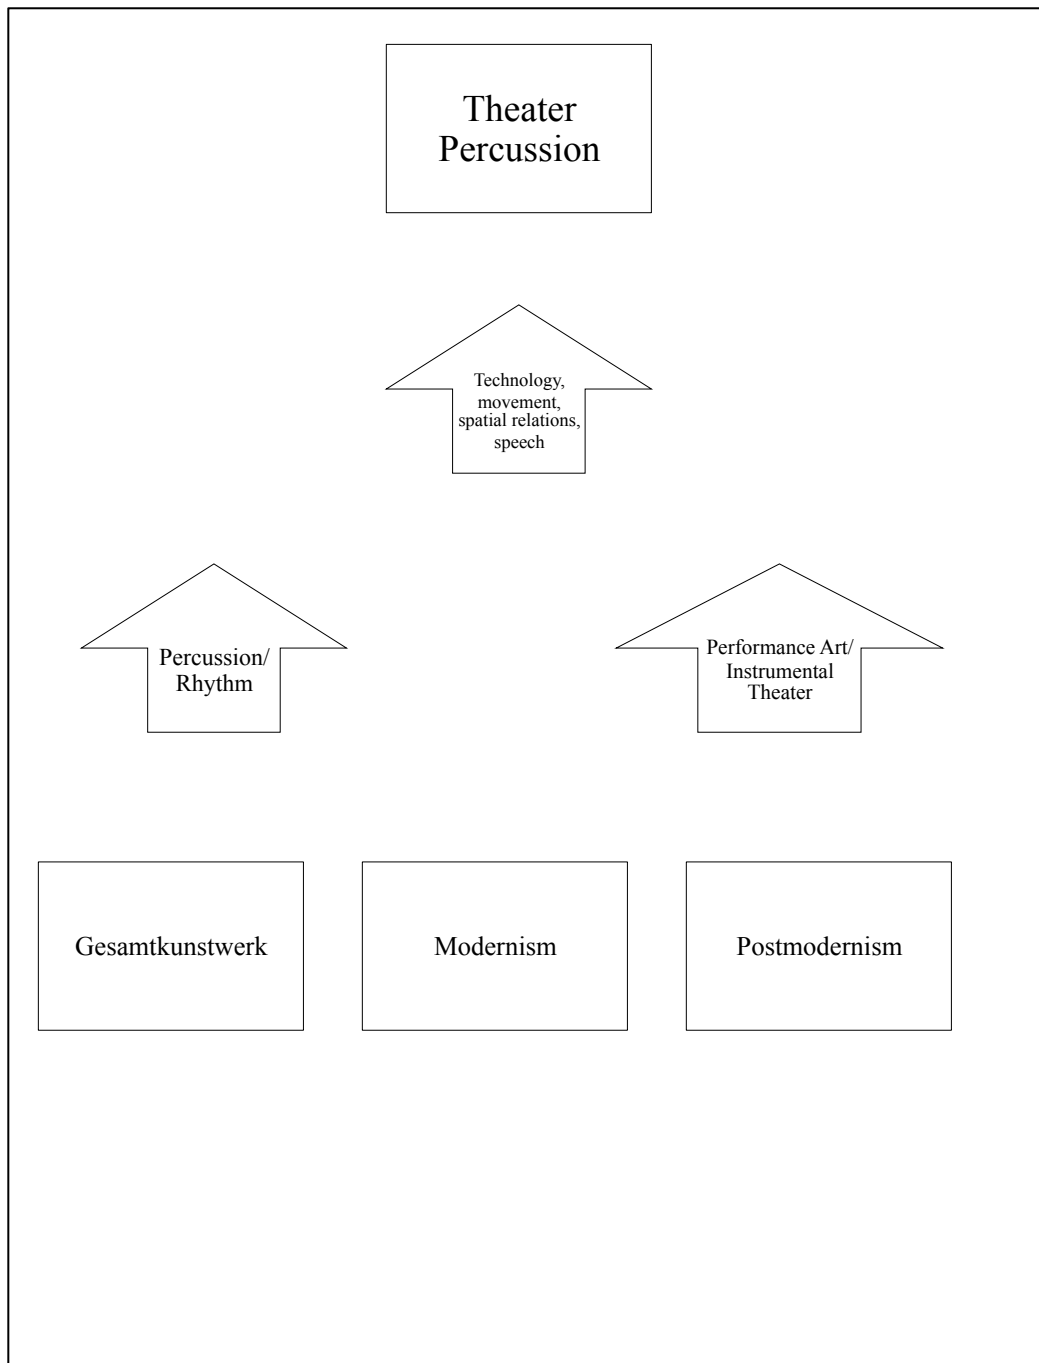 Theater
Percussion
Technology,
movement,
spatial relations,
speech
Percussion/
Rhythm
Performance Art/
Instrumental
Theater
Gesamtkunstwerk
Modernism
Postmodernism